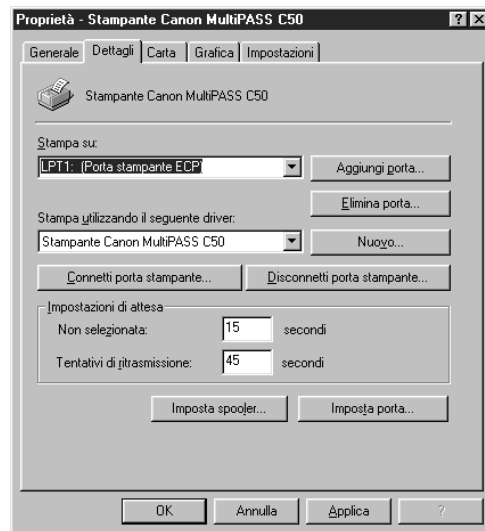 Proprietà - Stampante Canon MultiPASS C50
Generale Dettagli Carta Grafica Impostazioni
Stampante Canon MultiPASS C50
Stampa su:
LPT1: (Porta stampante ECP) Aggiungi porta...
Elimina porta...
Stampa utilizzando il seguente driver:
Stampante Canon MultiPASS C50 Nuovo...
Connetti porta stampante... Disconnetti porta stampante...
Impostazioni di attesa
Non selezionata: 15 secondi
Tentativi di ritrasmissione: 45 secondi
Imposta spooler... Imposta porta...
OK Annulla Applica ?